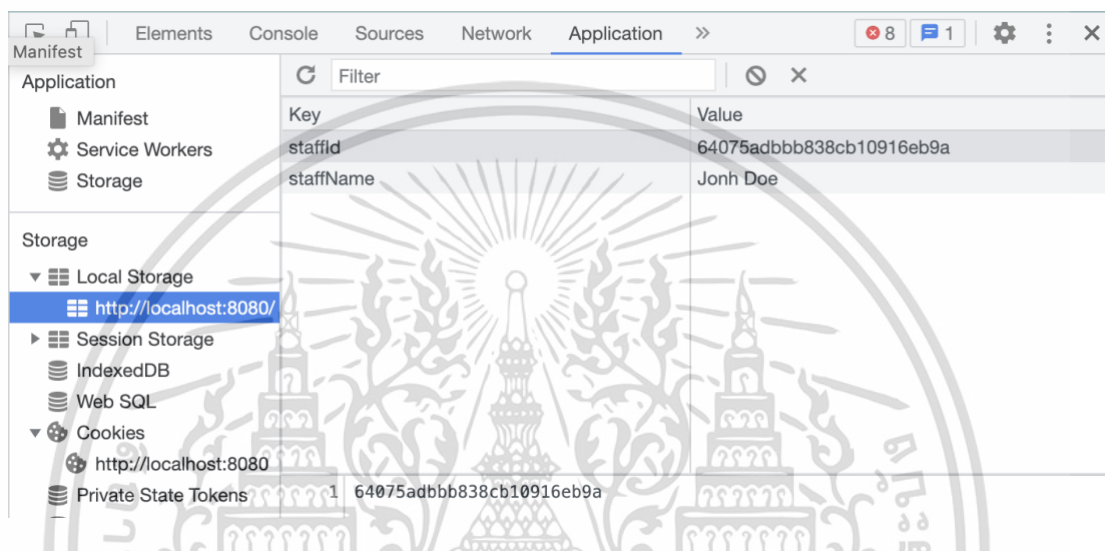 Elements Console Sources Network Application » 8 1
Manifest
Application
Filter
Manifest
Service Workers
Storage
Key Value
staffId 64075adbbb838cb10916eb9a
staffName Jonh Doe
Storage
Local Storage
http://localhost:8080/
Session Storage
IndexedDB
Web SQL
Cookies
http://localhost:8080
Private State Tokens
1 64075adbbb838cb10916eb9a